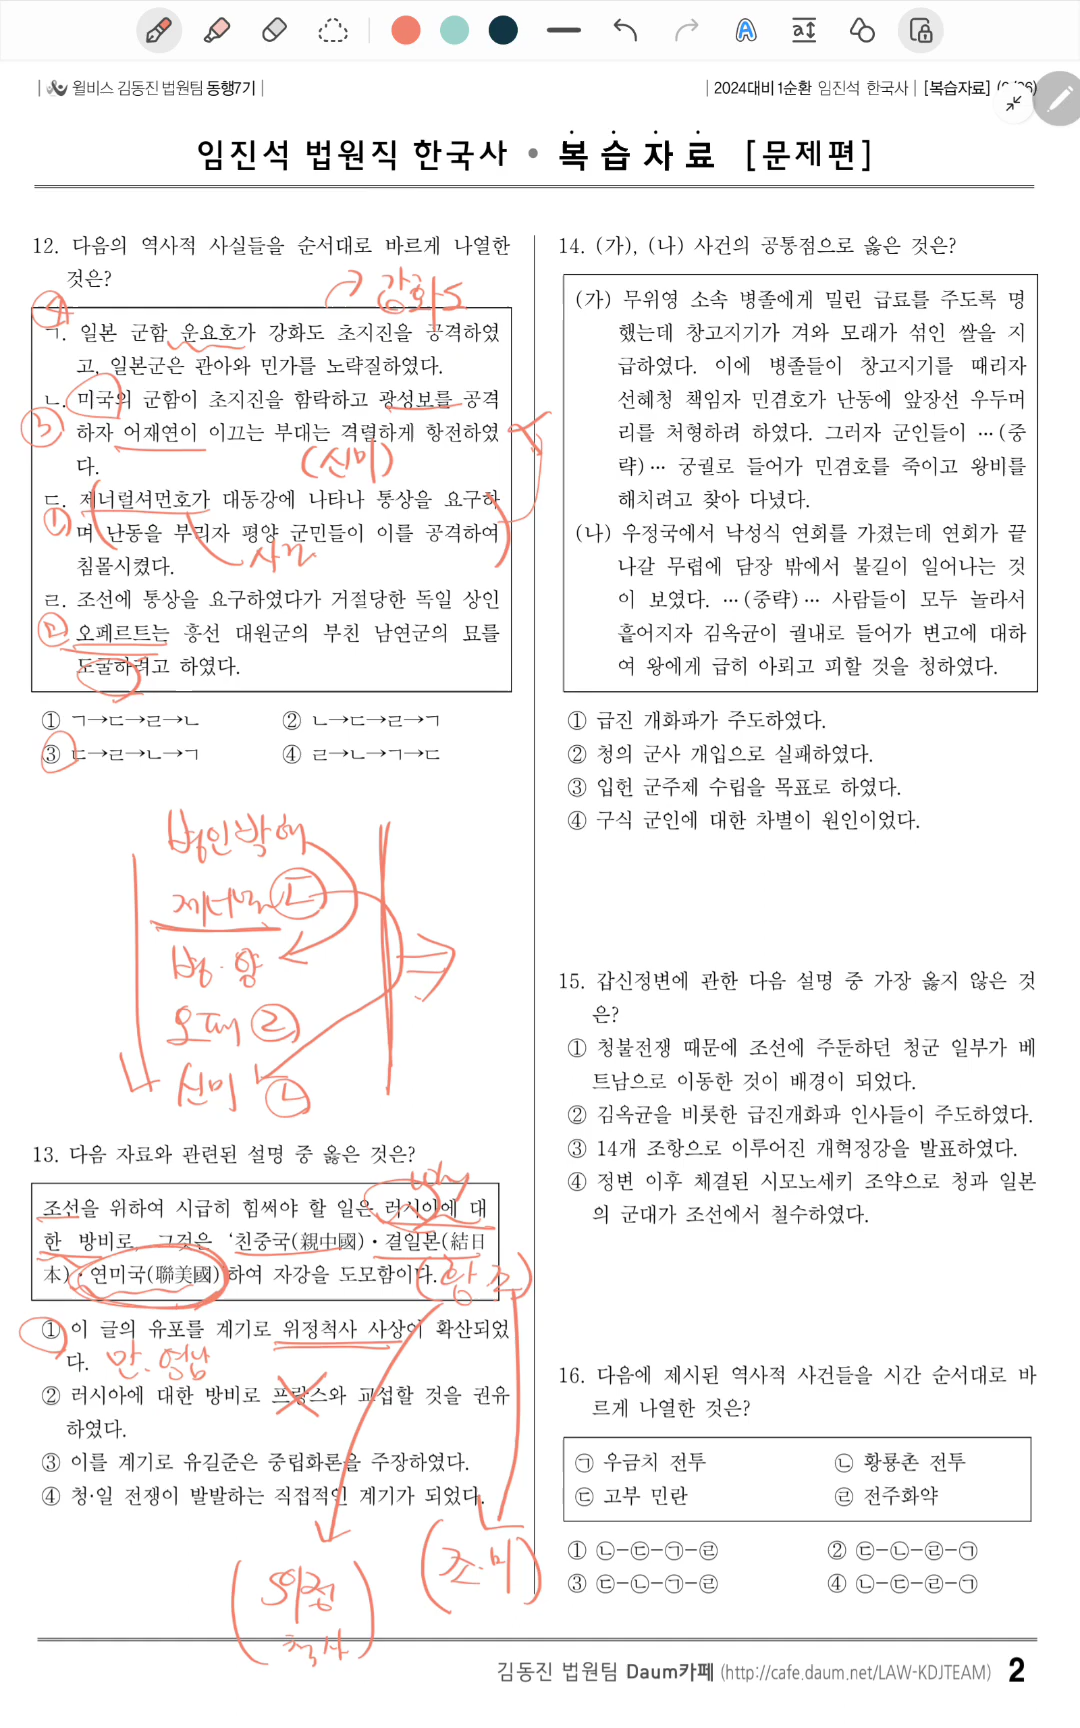 윌비스 김동진 법원팀 동행7기
2024대비 1순환 임진석 한국사 | [복습자료]
임진석 법원직 한국사 • 복습자료 [문제편]
12. 다음의 역사적 사실들을 순서대로 바르게 나열한
것은?
강화도
ㄱ. 일본 군함 운요호가 강화도 초지진을 공격하였
고, 일본군은 관아와 민가를 노략질하였다.
ㄴ. 미국의 군함이 초지진을 함락하고 광성보를 공격
하자 어재연이 이끄는 부대는 격렬하게 항전하였
다.
(신미)
ㄷ. 제너럴셔먼호가 대동강에 나타나 통상을 요구하
며 난동을 부리자 평양 군민들이 이를 공격하여
침몰시켰다.
사건
ㄹ. 조선에 통상을 요구하였다가 거절당한 독일 상인
오페르트는 흥선 대원군의 부친 남연군의 묘를
도굴하려고 하였다.
① ㄱ→ㄷ→ㄹ→ㄴ
② ㄴ→ㄷ→ㄹ→ㄱ
③ ㄷ→ㄹ→ㄴ→ㄱ
④ ㄹ→ㄴ→ㄱ→ㄷ
병인박해
제너럴 ㄷ
병.양
오페 ㄹ
신미 ㄴ
13. 다음 자료와 관련된 설명 중 옳은 것은?
why
조선을 위하여 시급히 힘써야 할 일은 러시아에 대
한 방비로, 그것은 '친중국(親中國)·결일본(結日
本)·연미국(聯美國)하여 자강을 도모함이다.
(황.조)
① 이 글의 유포를 계기로 위정척사 사상이 확산되었
다. 만.영남
② 러시아에 대한 방비로 프랑스와 교섭할 것을 권유
하였다.
③ 이를 계기로 유길준은 중립화론을 주장하였다.
④ 청·일 전쟁이 발발하는 직접적인 계기가 되었다.
(조.미)
(위정
척사)
14. (가), (나) 사건의 공통점으로 옳은 것은?
(가) 무위영 소속 병졸에게 밀린 급료를 주도록 명
했는데 창고지기가 겨와 모래가 섞인 쌀을 지
급하였다. 이에 병졸들이 창고지기를 때리자
선혜청 책임자 민겸호가 난동에 앞장선 우두머
리를 처형하려 하였다. 그러자 군인들이 …(중
략)… 궁궐로 들어가 민겸호를 죽이고 왕비를
해치려고 찾아 다녔다.
(나) 우정국에서 낙성식 연회를 가졌는데 연회가 끝
나갈 무렵에 담장 밖에서 불길이 일어나는 것
이 보였다. …(중략)… 사람들이 모두 놀라서
흩어지자 김옥균이 궐내로 들어가 변고에 대하
여 왕에게 급히 아뢰고 피할 것을 청하였다.
① 급진 개화파가 주도하였다.
② 청의 군사 개입으로 실패하였다.
③ 입헌 군주제 수립을 목표로 하였다.
④ 구식 군인에 대한 차별이 원인이었다.
15. 갑신정변에 관한 다음 설명 중 가장 옳지 않은 것
은?
① 청불전쟁 때문에 조선에 주둔하던 청군 일부가 베
트남으로 이동한 것이 배경이 되었다.
② 김옥균을 비롯한 급진개화파 인사들이 주도하였다.
③ 14개 조항으로 이루어진 개혁정강을 발표하였다.
④ 정변 이후 체결된 시모노세키 조약으로 청과 일본
의 군대가 조선에서 철수하였다.
16. 다음에 제시된 역사적 사건들을 시간 순서대로 바
르게 나열한 것은?
㉠ 우금치 전투
㉡ 황룡촌 전투
㉢ 고부 민란
㉣ 전주화약
① ㉡-㉢-㉠-㉣
② ㉢-㉡-㉣-㉠
③ ㉢-㉡-㉠-㉣
④ ㉡-㉢-㉣-㉠
김동진 법원팀 Daum카페 (http://cafe.daum.net/LAW-KDJTEAM) 2